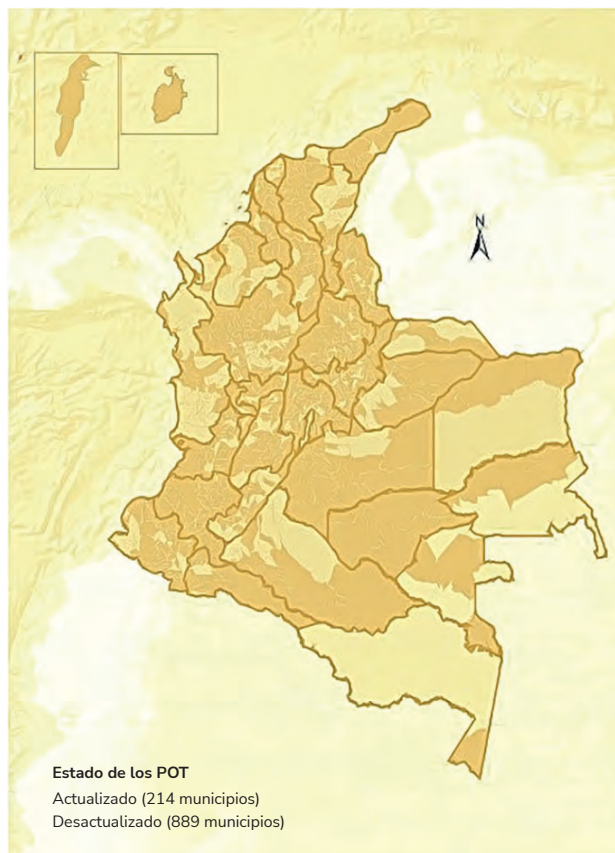 N
Estado de los POT
Actualizado (214 municipios)
Desactualizado (889 municipios)